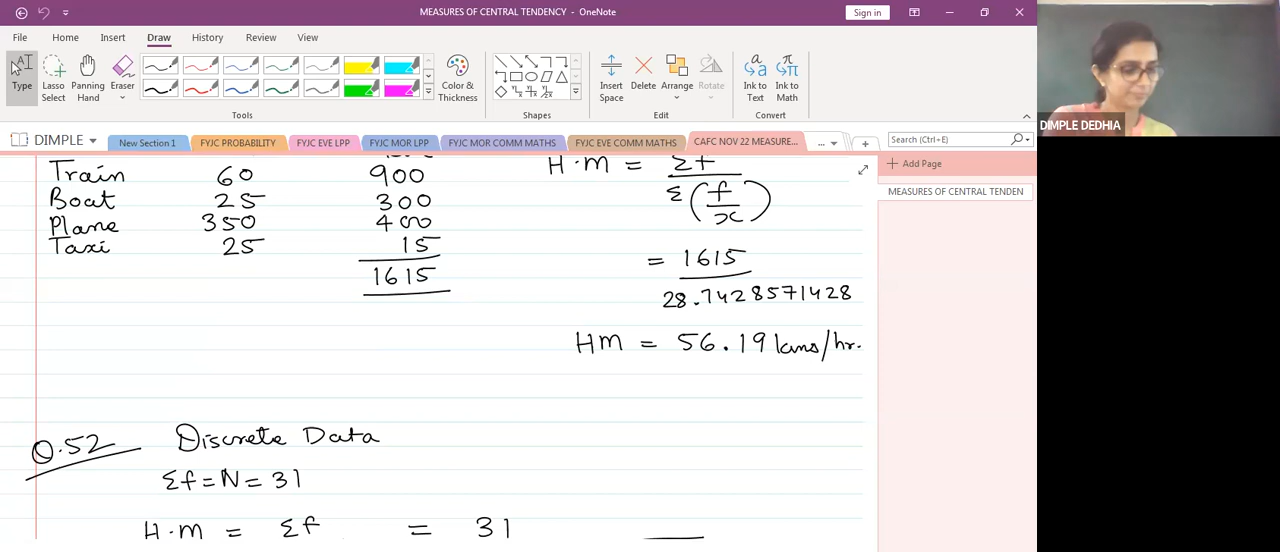 MEASURES OF CENTRAL TENDENCY - OneNote
Sign in
File Home Insert Draw History Review View
Type
Lasso Select
Panning Hand
Eraser
Color & Thickness
Insert Space
Delete
Arrange
Rotate
Ink to Text
Ink to Math
Tools
Shapes
Edit
Convert
DIMPLE
New Section 1
FYJC PROBABILITY
FYJC EVE LPP
FYJC MOR LPP
FYJC MOR COMM MATHS
FYJC EVE COMM MATHS
CAFC NOV 22 MEASURE...
Search (Ctrl+E)
Add Page
MEASURES OF CENTRAL TENDEN
DIMPLE DEDHIA
Train 60 900
Boat 25 300
Plane 350 400
Taxi 25 15
1615
H.M = Σf
Σ(f/x)
= 1615
28.7428571428
HM = 56.19 kms/hr.
Q.52 Discrete Data
Σf = N = 31
H.M = Σf = 31